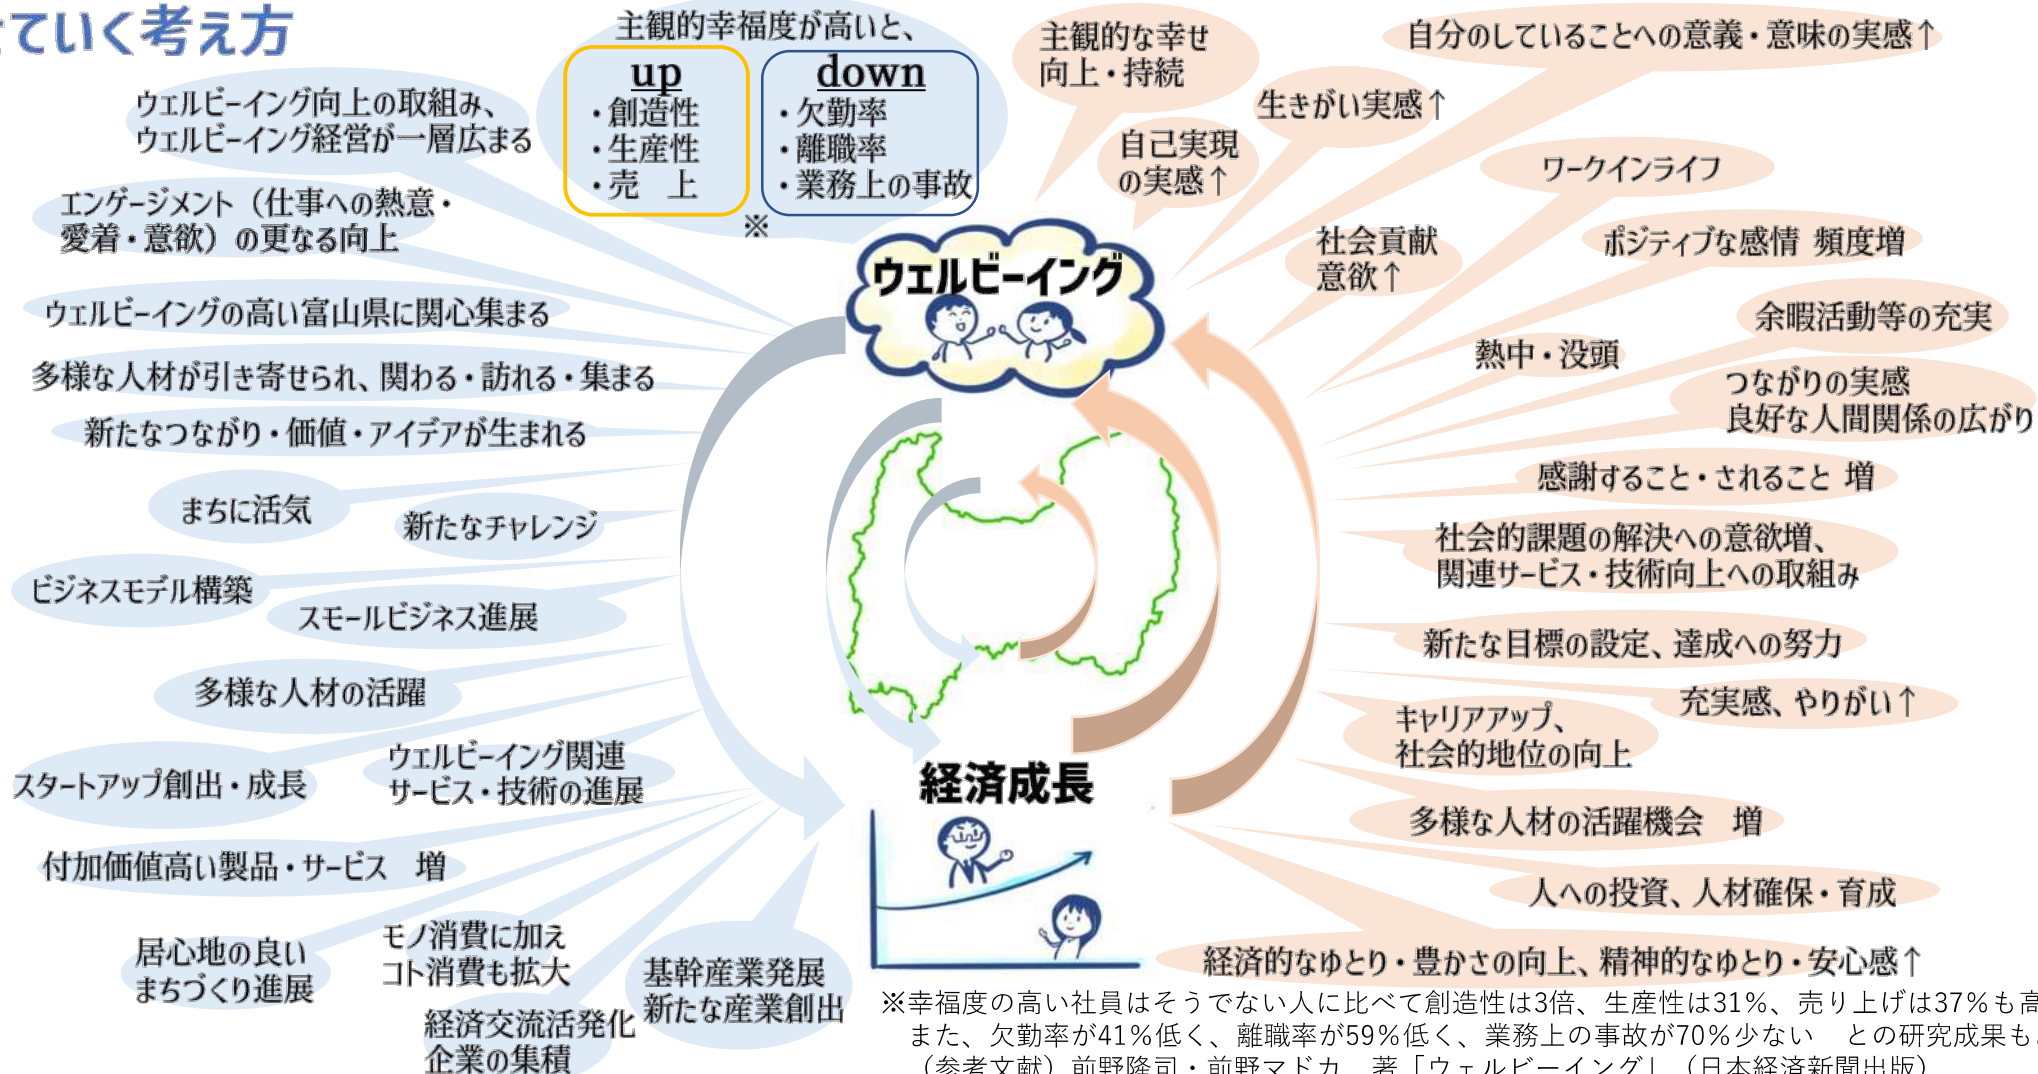 ていく考え方
主観的幸福度が高いと、
up
・創造性
・生産性
・売　上
down
・欠勤率
・離職率
・業務上の事故
※
ウェルビーイング向上の取組み、
ウェルビーイング経営が一層広まる
エンゲージメント（仕事への熱意・
愛着・意欲）の更なる向上
ウェルビーイングの高い富山県に関心集まる
多様な人材が引き寄せられ、関わる・訪れる・集まる
新たなつながり・価値・アイデアが生まれる
まちに活気
新たなチャレンジ
ビジネスモデル構築
スモールビジネス進展
多様な人材の活躍
スタートアップ創出・成長
ウェルビーイング関連
サービス・技術の進展
付加価値高い製品・サービス　増
居心地の良い
まちづくり進展
モノ消費に加え
コト消費も拡大
経済交流活発化
企業の集積
基幹産業発展
新たな産業創出
ウェルビーイング
経済成長
主観的な幸せ
向上・持続
自己実現
の実感↑
生きがい実感↑
自分のしていることへの意義・意味の実感↑
ワークインライフ
社会貢献
意欲↑
ポジティブな感情 頻度増
余暇活動等の充実
熱中・没頭
つながりの実感
良好な人間関係の広がり
感謝すること・されること 増
社会的課題の解決への意欲増、
関連サービス・技術向上への取組み
新たな目標の設定、達成への努力
充実感、やりがい↑
キャリアアップ、
社会的地位の向上
多様な人材の活躍機会　増
人への投資、人材確保・育成
経済的なゆとり・豊かさの向上、精神的なゆとり・安心感↑
※幸福度の高い社員はそうでない人に比べて創造性は3倍、生産性は31％、売り上げは37％も高
また、欠勤率が41％低く、離職率が59％低く、業務上の事故が70％少ない　との研究成果も
（参考文献）前野隆司・前野マドカ　著「ウェルビーイング」（日本経済新聞出版）